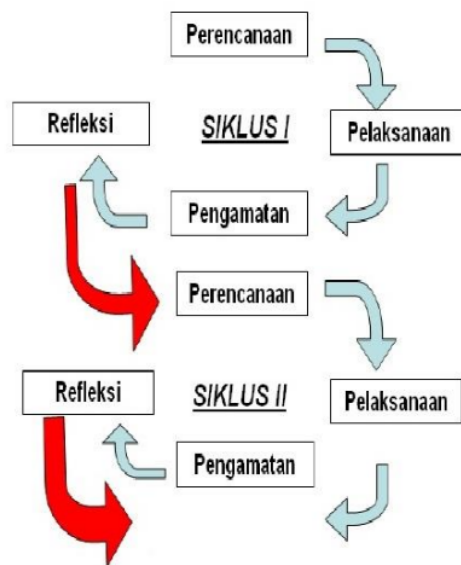 Perencanaan
Refleksi
SIKLUS I
Pelaksanaan
Pengamatan
Perencanaan
Refleksi
SIKLUS II
Pelaksanaan
Pengamatan